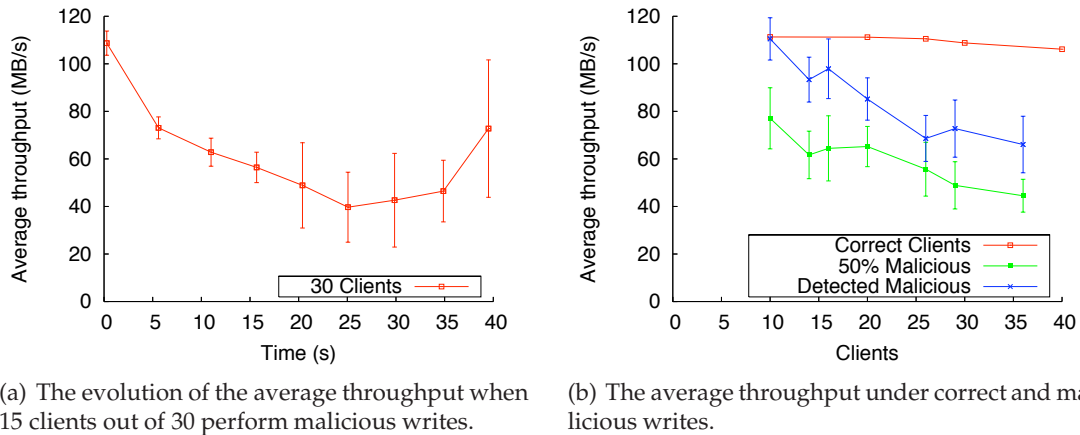 120
100
80
60
40
20
0
Average throughput (MB/s)
30 Clients
0 5 10 15 20 25 30 35 40
Time (s)
(a) The evolution of the average throughput when
15 clients out of 30 perform malicious writes.
120
100
80
60
40
20
0
Average throughput (MB/s)
Correct Clients
50% Malicious
Detected Malicious
0 5 10 15 20 25 30 35 40
Clients
(b) The average throughput under correct and ma
licious writes.